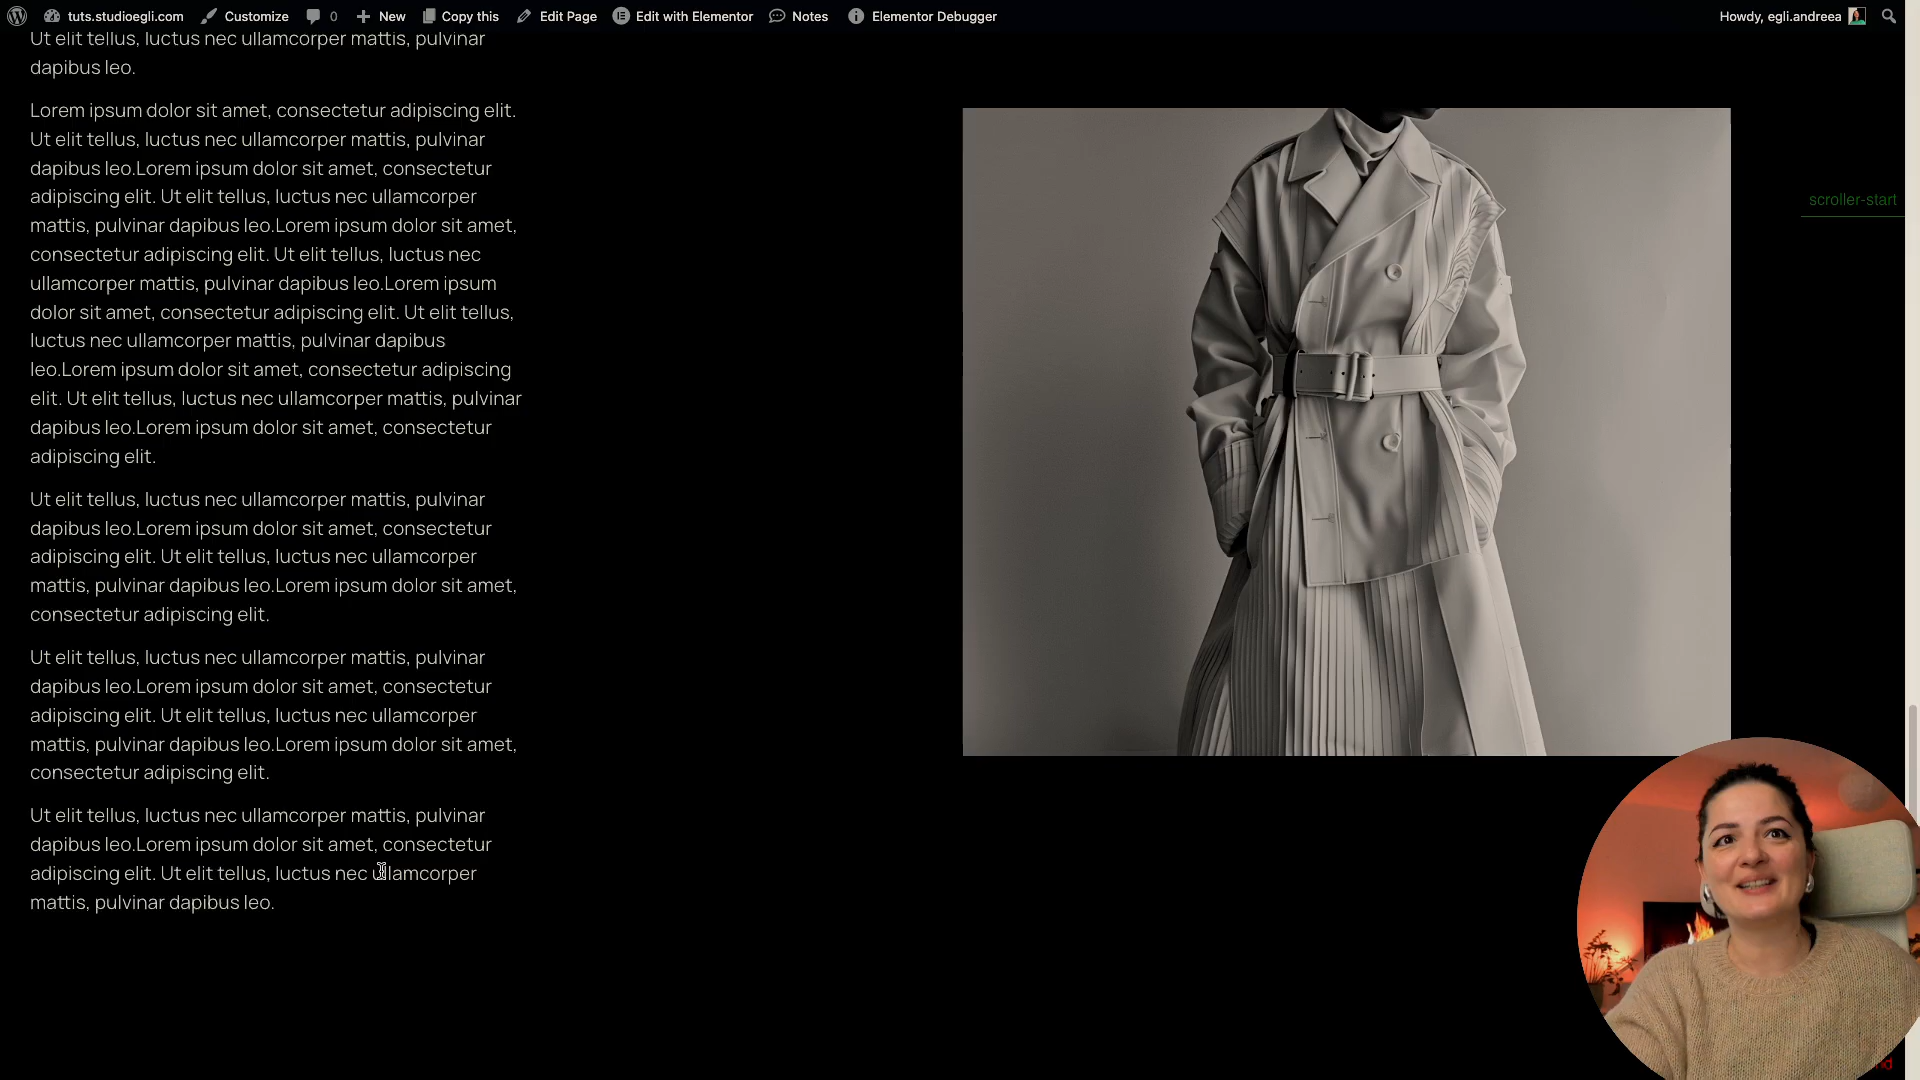 tuts.studioegli.com Customize 0 New Copy this Edit Page Edit with Elementor Notes Elementor Debugger Howdy, egli.andreea
Ut elit tellus, luctus nec ullamcorper mattis, pulvinar
dapibus leo.
Lorem ipsum dolor sit amet, consectetur adipiscing elit.
Ut elit tellus, luctus nec ullamcorper mattis, pulvinar
dapibus leo.Lorem ipsum dolor sit amet, consectetur
adipiscing elit. Ut elit tellus, luctus nec ullamcorper
mattis, pulvinar dapibus leo.Lorem ipsum dolor sit amet,
consectetur adipiscing elit. Ut elit tellus, luctus nec
ullamcorper mattis, pulvinar dapibus leo.Lorem ipsum
dolor sit amet, consectetur adipiscing elit. Ut elit tellus,
luctus nec ullamcorper mattis, pulvinar dapibus
leo.Lorem ipsum dolor sit amet, consectetur adipiscing
elit. Ut elit tellus, luctus nec ullamcorper mattis, pulvinar
dapibus leo.Lorem ipsum dolor sit amet, consectetur
adipiscing elit.
Ut elit tellus, luctus nec ullamcorper mattis, pulvinar
dapibus leo.Lorem ipsum dolor sit amet, consectetur
adipiscing elit. Ut elit tellus, luctus nec ullamcorper
mattis, pulvinar dapibus leo.Lorem ipsum dolor sit amet,
consectetur adipiscing elit.
Ut elit tellus, luctus nec ullamcorper mattis, pulvinar
dapibus leo.Lorem ipsum dolor sit amet, consectetur
adipiscing elit. Ut elit tellus, luctus nec ullamcorper
mattis, pulvinar dapibus leo.Lorem ipsum dolor sit amet,
consectetur adipiscing elit.
Ut elit tellus, luctus nec ullamcorper mattis, pulvinar
dapibus leo.Lorem ipsum dolor sit amet, consectetur
adipiscing elit. Ut elit tellus, luctus nec ullamcorper
mattis, pulvinar dapibus leo.
scroller-start